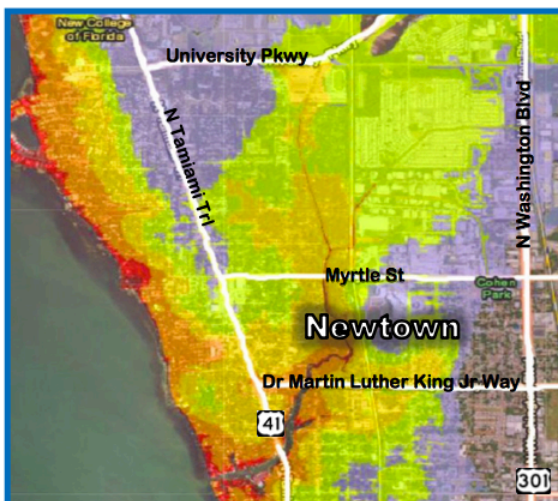 New College
of Florida
University Pkwy
N Tamiami Trl
N Washington Blvd
Myrtle St
Cohen
Park
Newtown
Dr Martin Luther King Jr Way
41
301